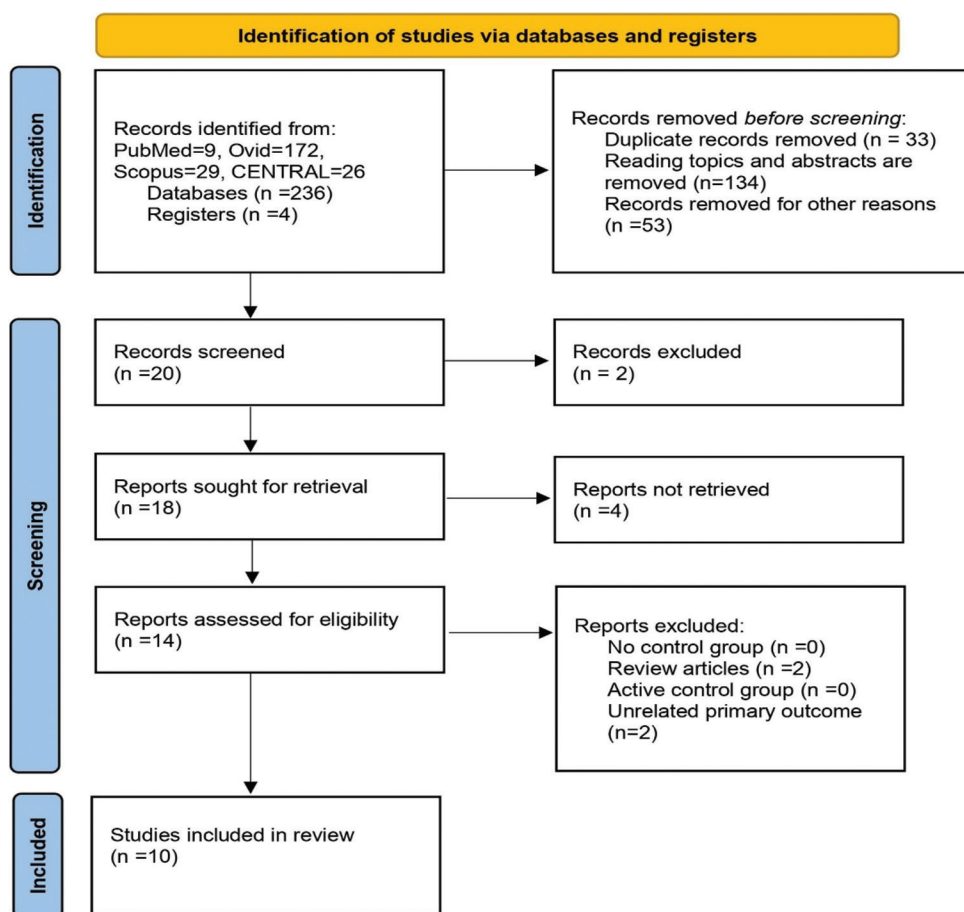 Identification of studies via databases and registers
Identification
Records identified from:
PubMed=9, Ovid=172,
Scopus=29, CENTRAL=26
Databases (n =236)
Registers (n =4)
Records removed before screening:
Duplicate records removed (n = 33)
Reading topics and abstracts are
removed (n=134)
Records removed for other reasons
(n =53)
Screening
Records screened
(n =20)
Records excluded
(n = 2)
Reports sought for retrieval
(n =18)
Reports not retrieved
(n =4)
Reports assessed for eligibility
(n =14)
Reports excluded:
No control group (n =0)
Review articles (n =2)
Active control group (n =0)
Unrelated primary outcome
(n=2)
Included
Studies included in review
(n =10)